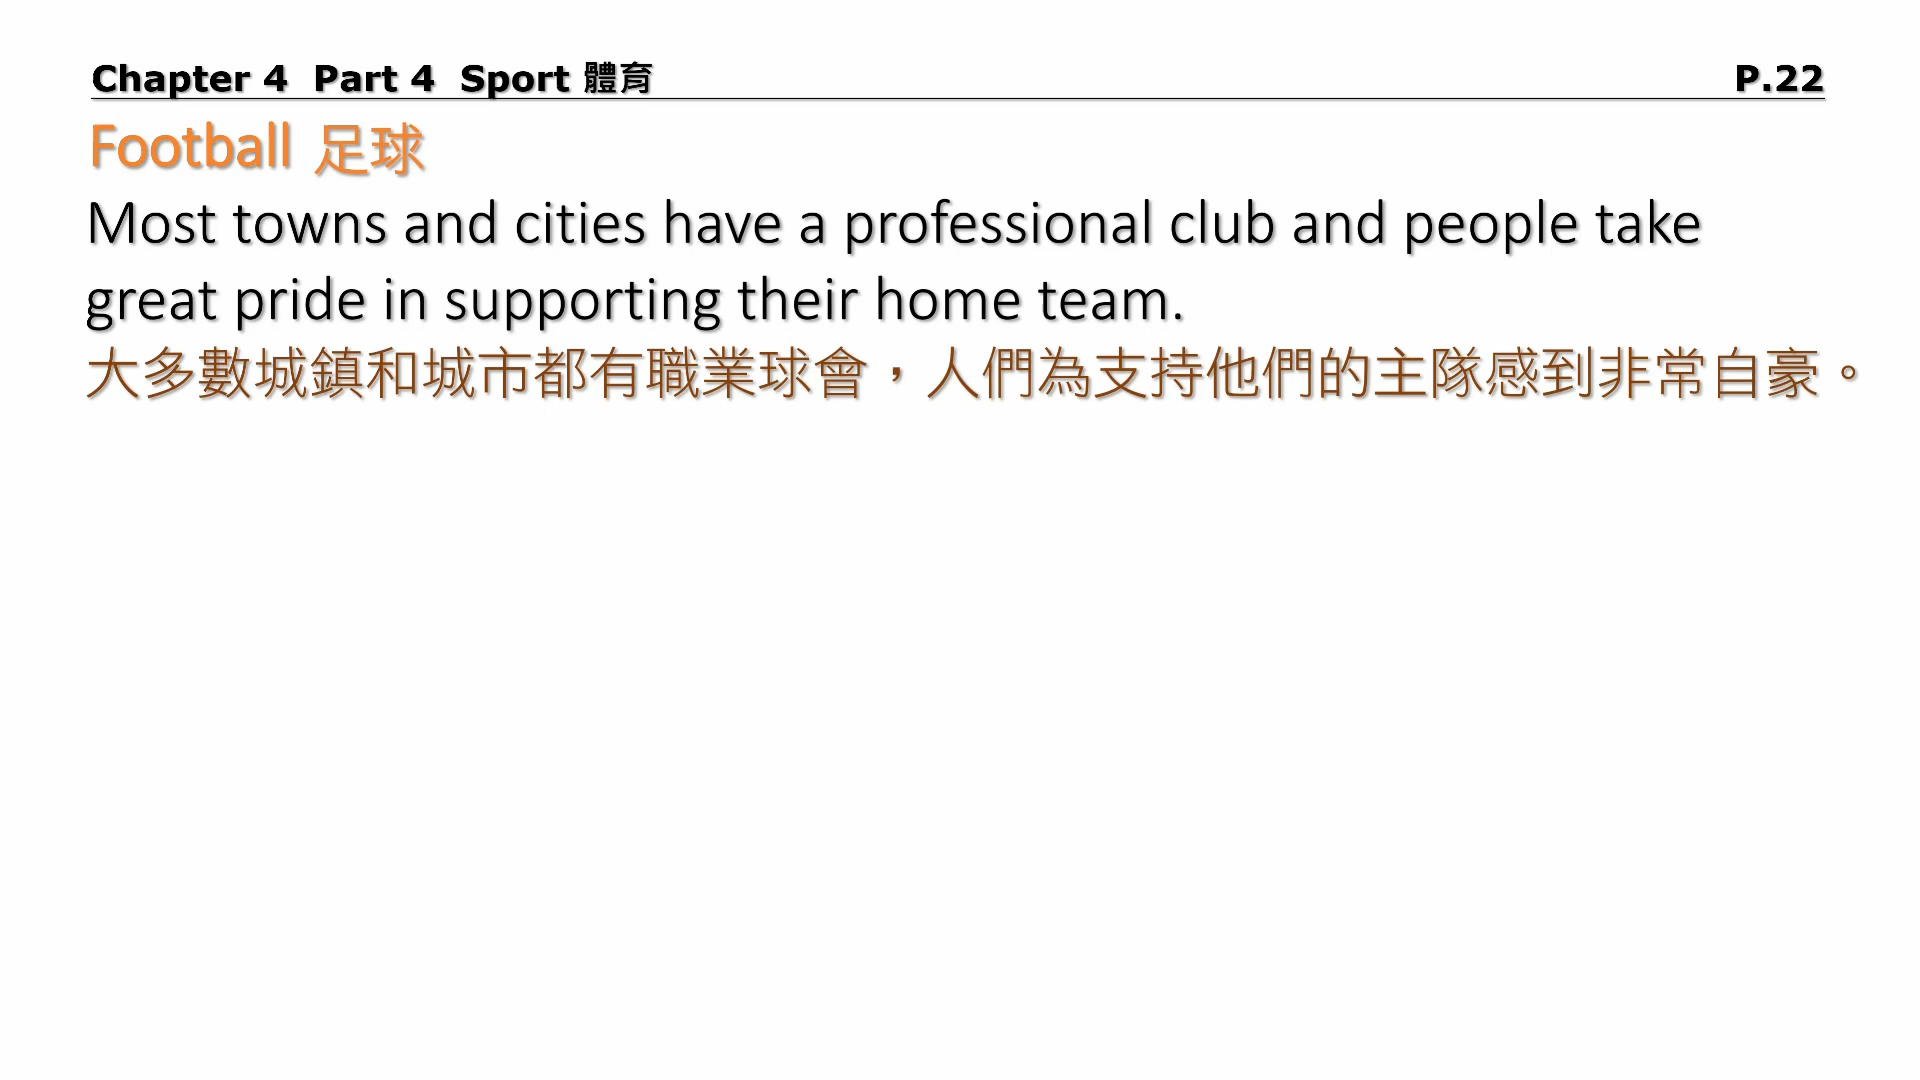 Chapter 4  Part 4  Sport 體育 P.22
Football 足球
Most towns and cities have a professional club and people take
great pride in supporting their home team.
大多數城鎮和城市都有職業球會，人們為支持他們的主隊感到非常自豪。